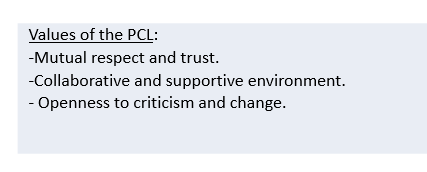 Values of the PCL:
-Mutual respect and trust.
-Collaborative and supportive environment.
- Openness to criticism and change.